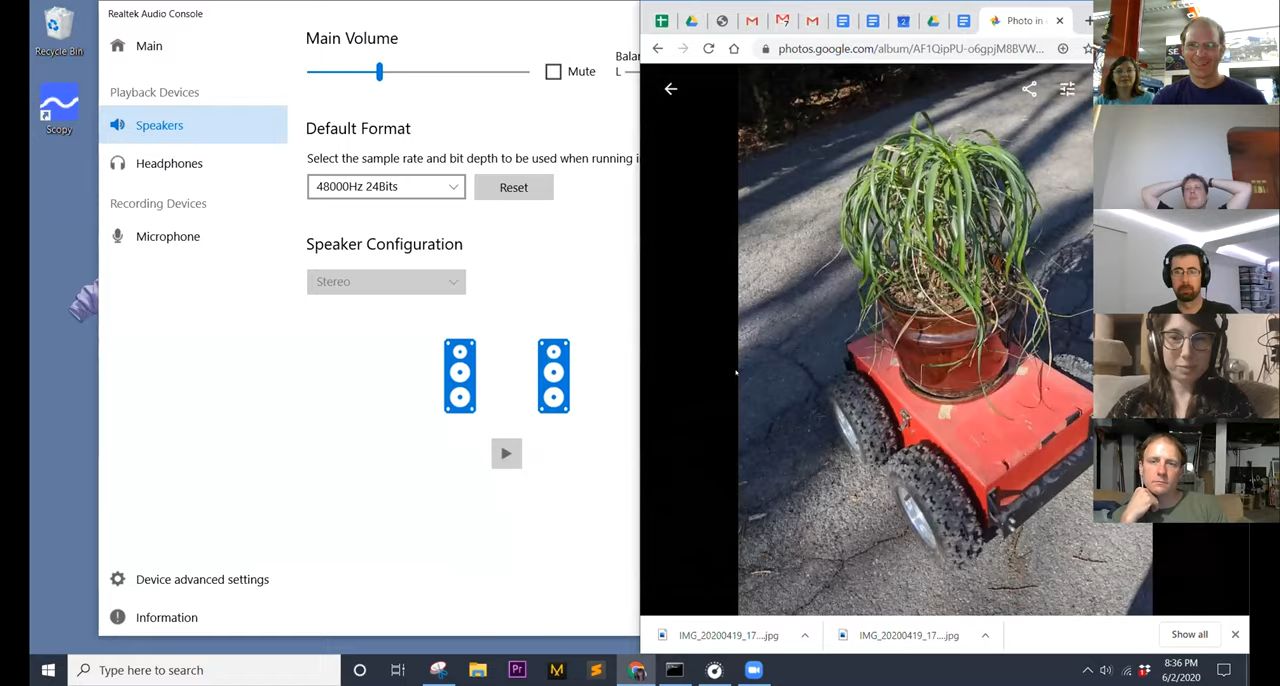 Recycle Bin
Scopy
Realtek Audio Console
Main
Playback Devices
Speakers
Headphones
Recording Devices
Microphone
Device advanced settings
Information
Main Volume
Mute
Balan
L
Default Format
Select the sample rate and bit depth to be used when running i
48000Hz 24Bits
Reset
Speaker Configuration
Stereo
Photo in
photos.google.com/album/AF1QipPU-o6gpjM8BVW...
IMG_20200419_17....jpg
IMG_20200419_17....jpg
Show all
Type here to search
Pr
8:36 PM
6/2/2020